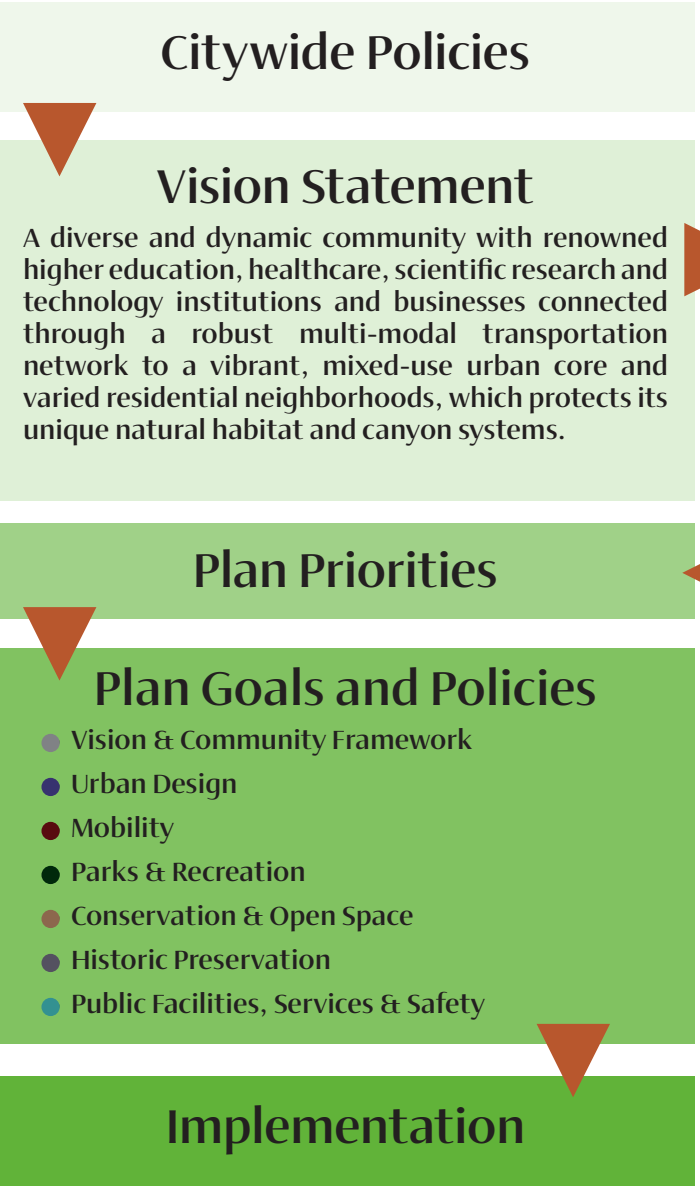 Citywide Policies
Vision Statement
A diverse and dynamic community with renowned
higher education, healthcare, scientific research and
technology institutions and businesses connected
through a robust multi-modal transportation
network to a vibrant, mixed-use urban core and
varied residential neighborhoods, which protects its
unique natural habitat and canyon systems.
Plan Priorities
Plan Goals and Policies
Vision & Community Framework
Urban Design
Mobility
Parks & Recreation
Conservation & Open Space
Historic Preservation
Public Facilities, Services & Safety
Implementation